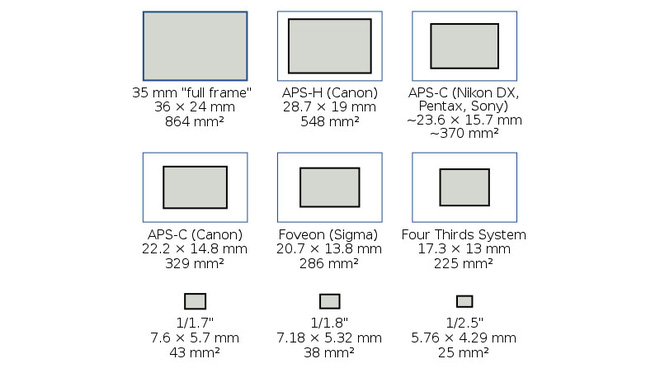 35 mm "full frame"
36 × 24 mm
864 mm²
APS-H (Canon)
28.7 × 19 mm
548 mm²
APS-C (Nikon DX,
Pentax, Sony)
~23.6 × 15.7 mm
~370 mm²
APS-C (Canon)
22.2 × 14.8 mm
329 mm²
Foveon (Sigma)
20.7 × 13.8 mm
286 mm²
Four Thirds System
17.3 × 13 mm
225 mm²
1/1.7"
7.6 × 5.7 mm
43 mm²
1/1.8"
7.18 × 5.32 mm
38 mm²
1/2.5"
5.76 × 4.29 mm
25 mm²